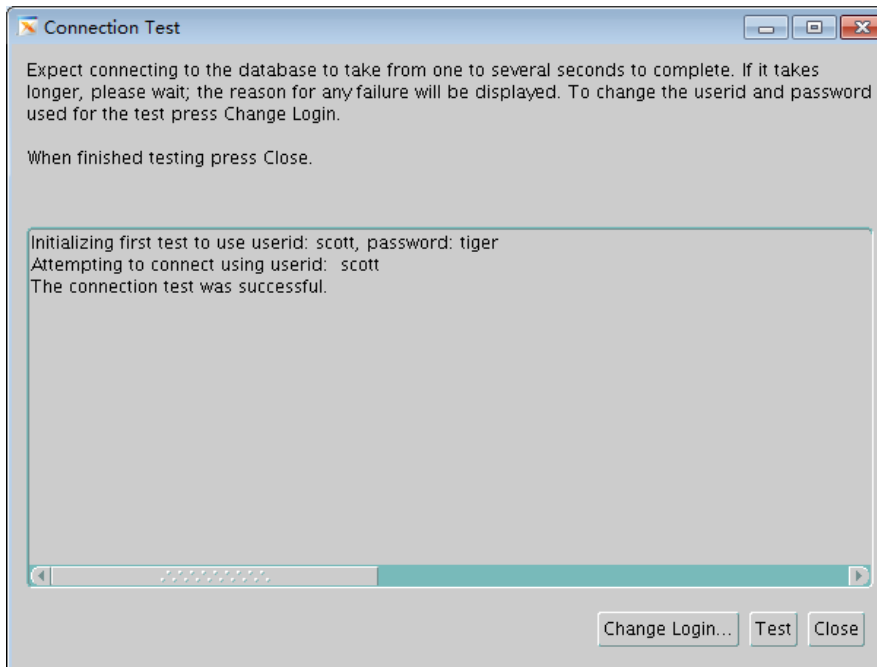 Connection Test
Expect connecting to the database to take from one to several seconds to complete. If it takes
longer, please wait; the reason for any failure will be displayed. To change the userid and password
used for the test press Change Login.
When finished testing press Close.
Initializing first test to use userid: scott, password: tiger
Attempting to connect using userid:  scott
The connection test was successful.
Change Login... Test Close